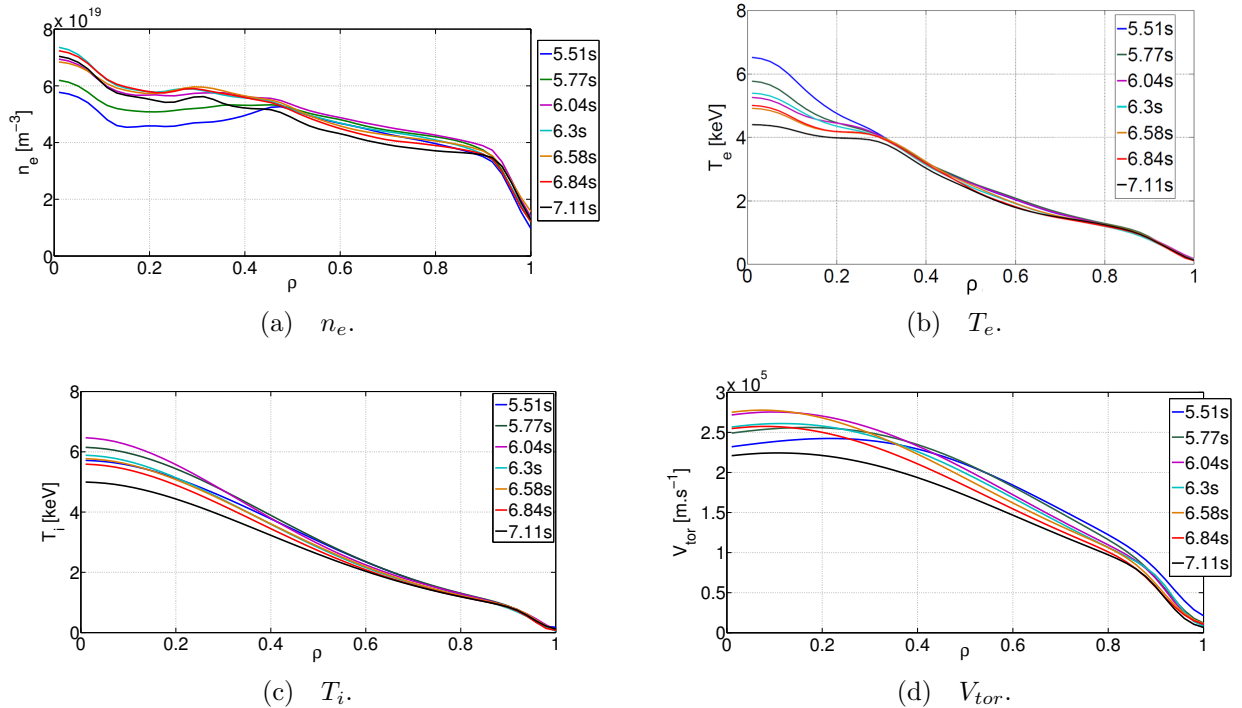 8 x 10^19
6
4
2
0
0 0.2 0.4 0.6 0.8 1
n_e [m^-3]
ρ
5.51s
5.77s
6.04s
6.3s
6.58s
6.84s
7.11s
(a) n_e.
8
6
4
2
0
0 0.2 0.4 0.6 0.8 1
T_e [keV]
ρ
5.51s
5.77s
6.04s
6.3s
6.58s
6.84s
7.11s
(b) T_e.
8
6
4
2
0
0 0.2 0.4 0.6 0.8 1
T_i [keV]
ρ
5.51s
5.77s
6.04s
6.3s
6.58s
6.84s
7.11s
(c) T_i.
3 x 10^5
2.5
2
1.5
1
0.5
0
0 0.2 0.4 0.6 0.8 1
V_tor [m.s^-1]
ρ
5.51s
5.77s
6.04s
6.3s
6.58s
6.84s
7.11s
(d) V_tor.